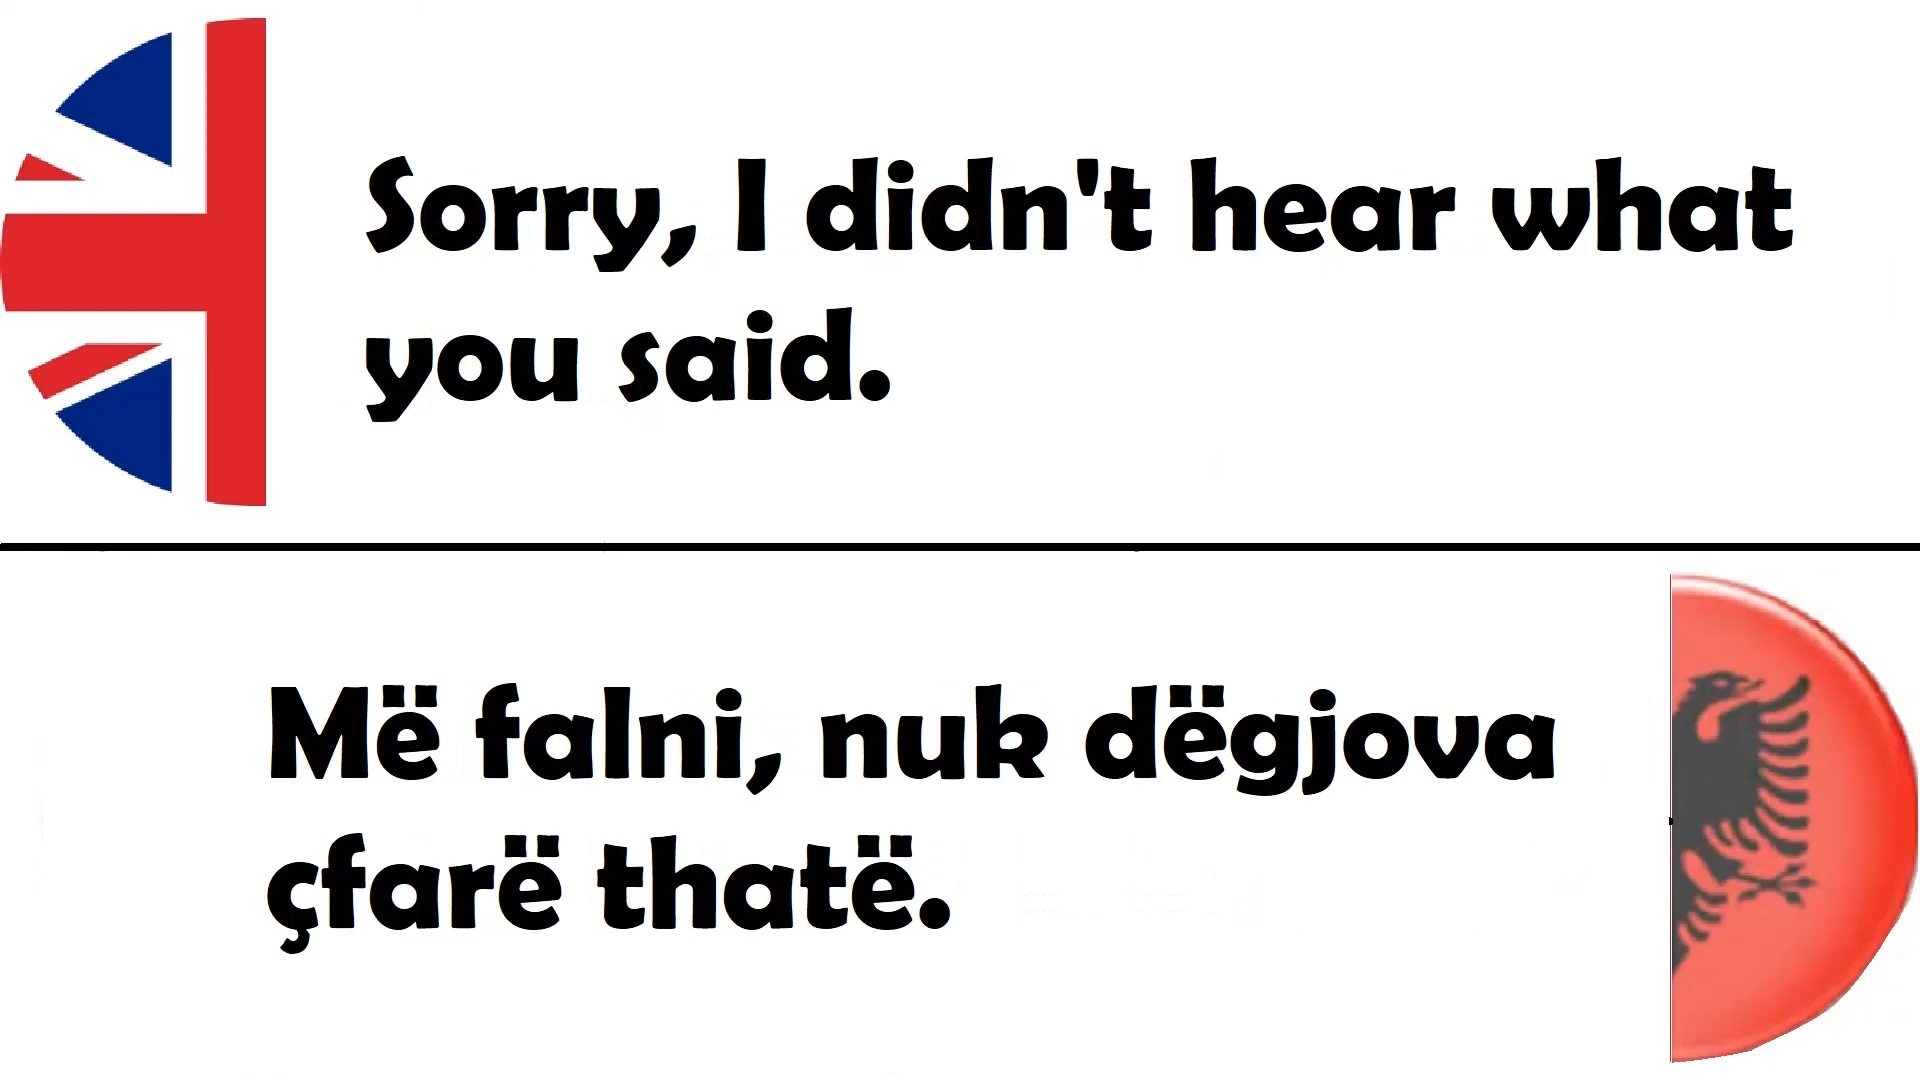 Sorry, I didn't hear what
you said.
Më falni, nuk dëgjova
çfarë thatë.